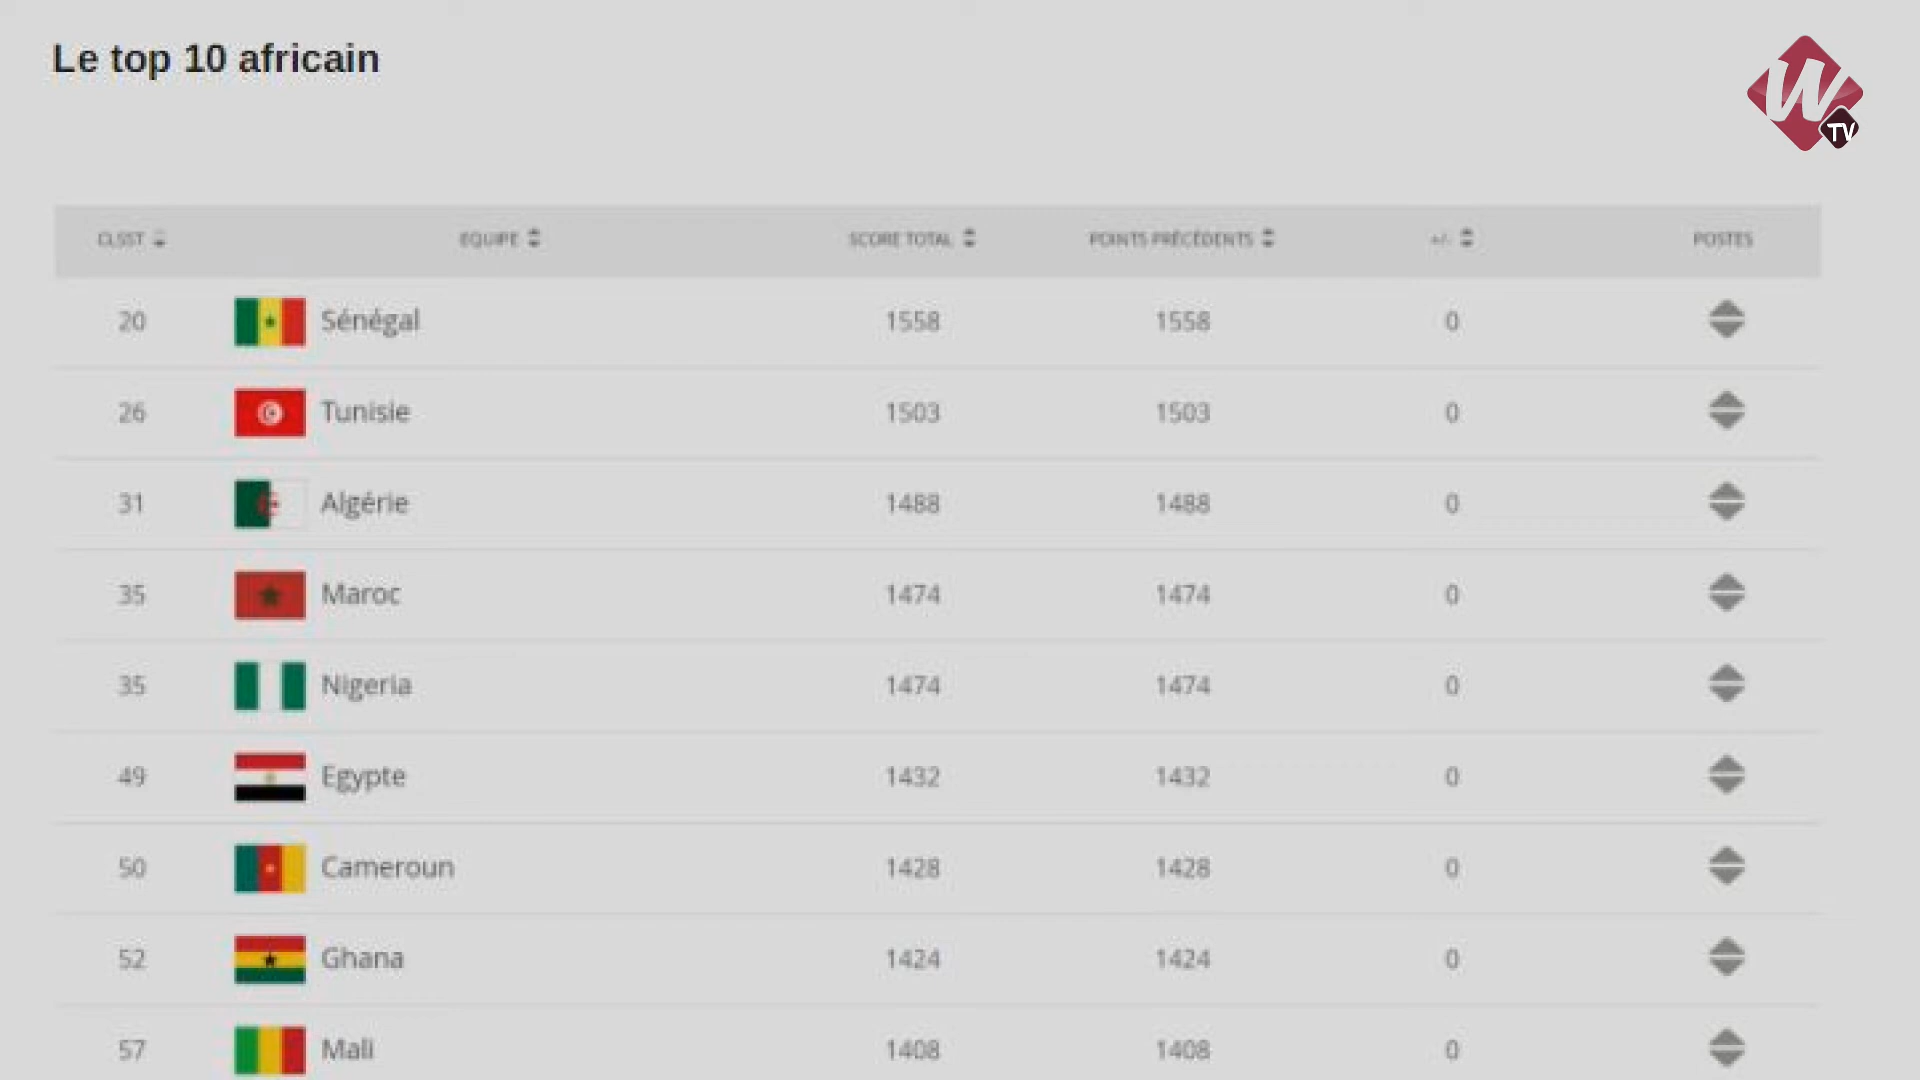 Le top 10 africain
W
TV
CLSST EQUIPE SCORE TOTAL POINTS PRÉCÉDENTS +/- POSTES
20 Sénégal 1558 1558 0
26 Tunisie 1503 1503 0
31 Algérie 1488 1488 0
35 Maroc 1474 1474 0
35 Nigeria 1474 1474 0
49 Egypte 1432 1432 0
50 Cameroun 1428 1428 0
52 Ghana 1424 1424 0
57 Mali 1408 1408 0